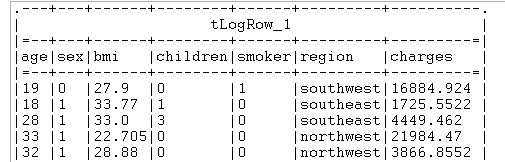 .---+---+------+--------+------+---------+---------.
|                    tLogRow_1                     |
|=--+---+------+--------+------+---------+--------=|
|age|sex|bmi   |children|smoker|region   |charges  |
|=--+---+------+--------+------+---------+--------=|
|19 |0  |27.9  |0       |1     |southwest|16884.924|
|18 |1  |33.77 |1       |0     |southeast|1725.5522|
|28 |1  |33.0  |3       |0     |southeast|4449.462 |
|33 |1  |22.705|0       |0     |northwest|21984.47 |
|32 |1  |28.88 |0       |0     |northwest|3866.8552|